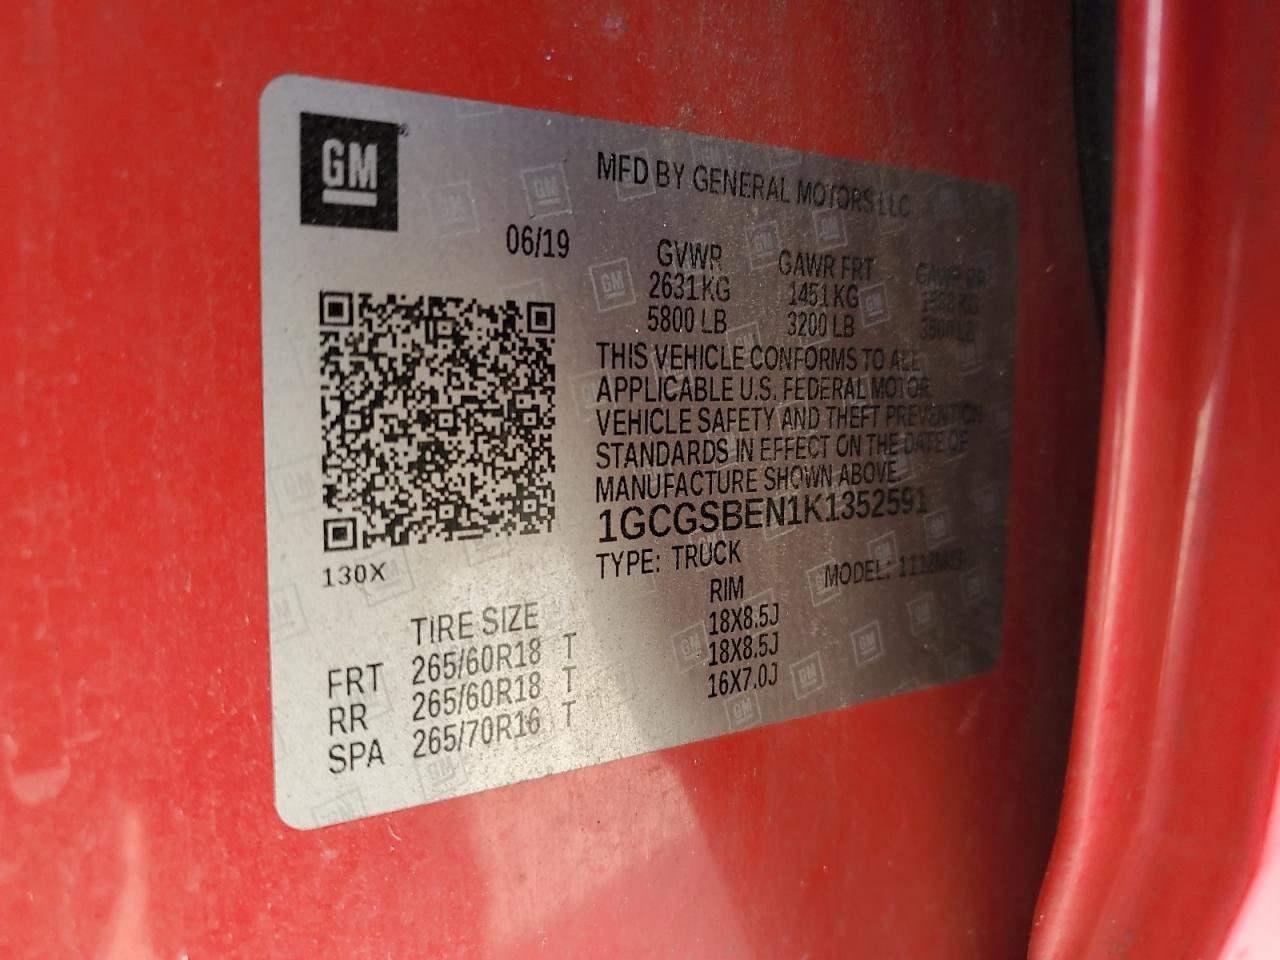 GM
MFD BY GENERAL MOTORS LLC
06/19
GVWR GAWR FRT GAWR RR
2631 KG 1451 KG
5800 LB 3200 LB
THIS VEHICLE CONFORMS TO ALL
APPLICABLE U.S. FEDERAL MOTOR
VEHICLE SAFETY AND THEFT PREVENTION
STANDARDS IN EFFECT ON THE DATE OF
MANUFACTURE SHOWN ABOVE.
1GCGSBEN1K1352591
130X
TYPE: TRUCK MODEL:
TIRE SIZE RIM
FRT 265/60R18 T 18X8.5J
RR 265/60R18 T 18X8.5J
SPA 265/70R16 T 16X7.0J